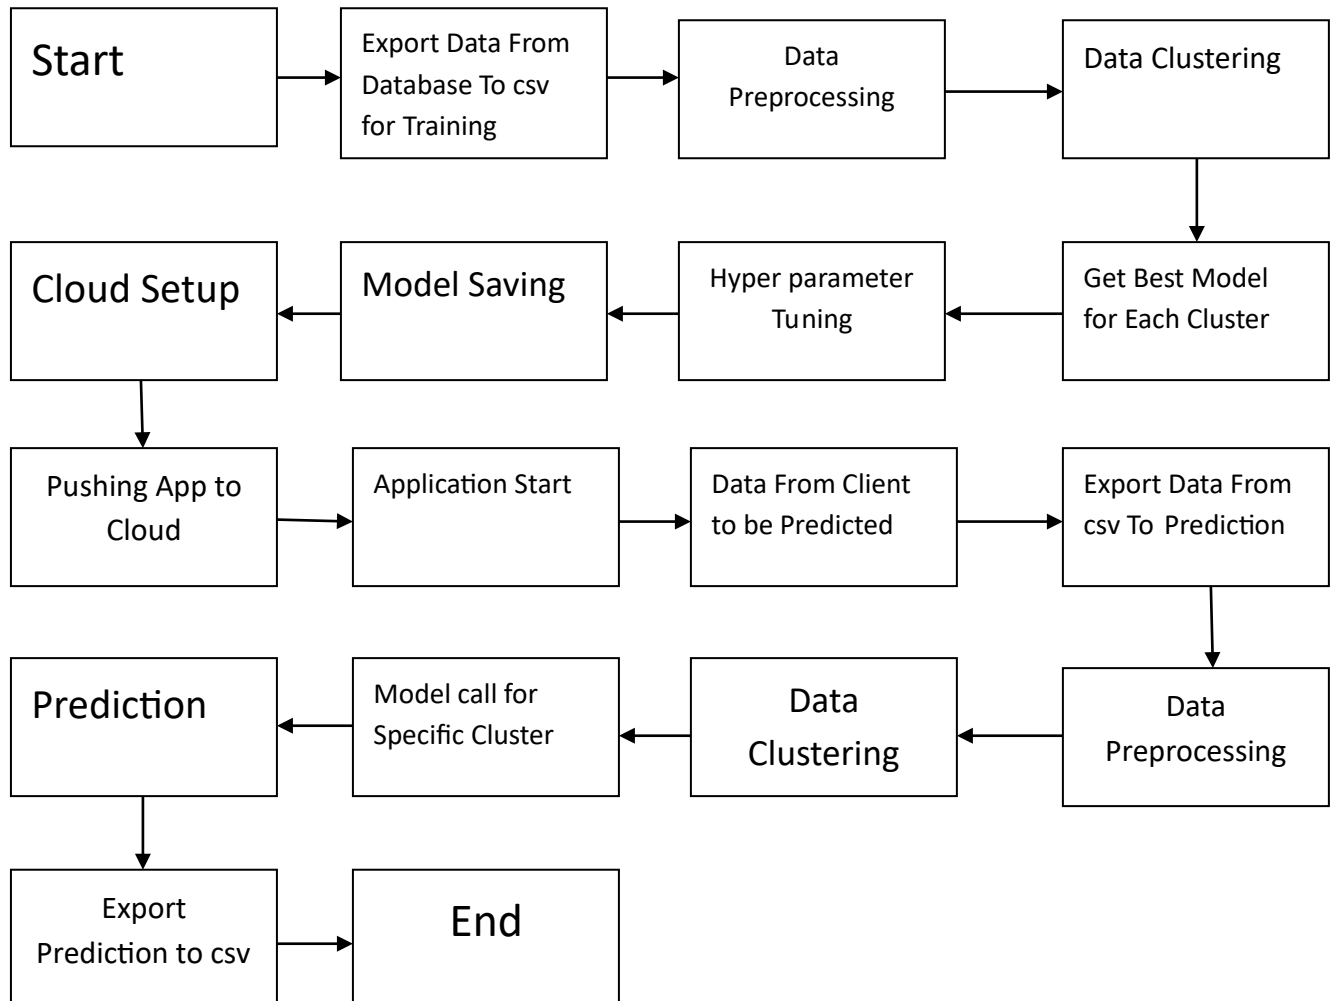 Start
Export Data From
Database To csv
for Training
Data
Preprocessing
Data Clustering
Cloud Setup
Model Saving
Hyper parameter
Tuning
Get Best Model
for Each Cluster
Pushing App to
Cloud
Application Start
Data From Client
to be Predicted
Export Data From
csv To Prediction
Prediction
Model call for
Specific Cluster
Data
Clustering
Data
Preprocessing
Export
Prediction to csv
End